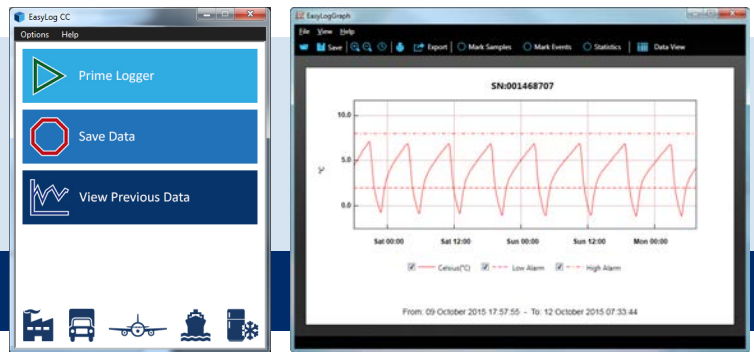 EasyLog CC
Options Help
Prime Logger
Save Data
View Previous Data
EasyLogGraph
File View Help
Save Export Mark Samples Mark Events Statistics Data View
SN:001468707
10.0
5.0
0.0
°C
Sat 00:00 Sat 12:00 Sun 00:00 Sun 12:00 Mon 00:00
Celsius(°C) Low Alarm High Alarm
From: 09 October 2015 17:57:55 - To: 12 October 2015 07:33:44